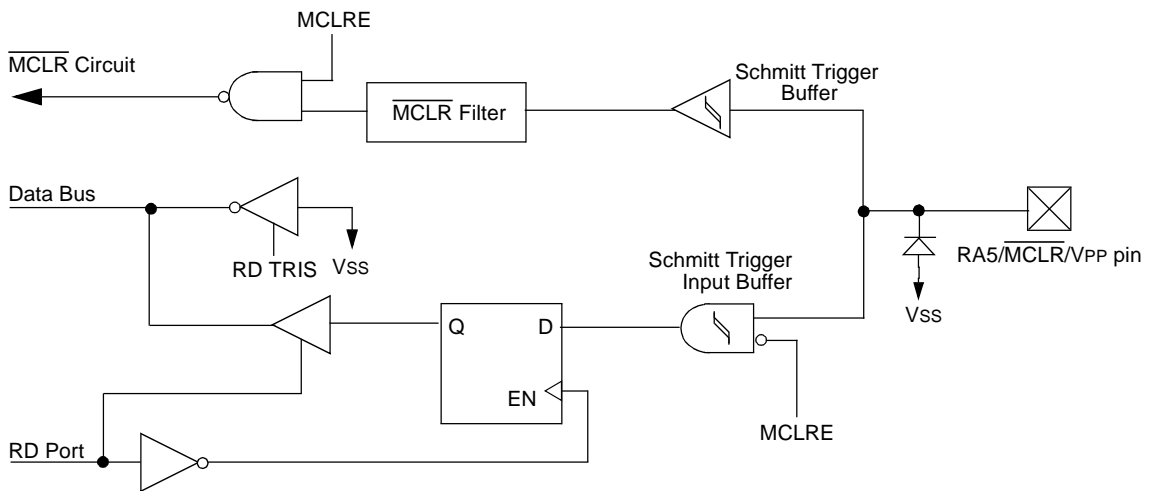 MCLRE
MCLR Circuit
Schmitt Trigger
Buffer
MCLR Filter
Data Bus
RD TRIS
VSS
RA5/MCLR/VPP pin
Schmitt Trigger
Input Buffer
VSS
Q
D
EN
MCLRE
RD Port